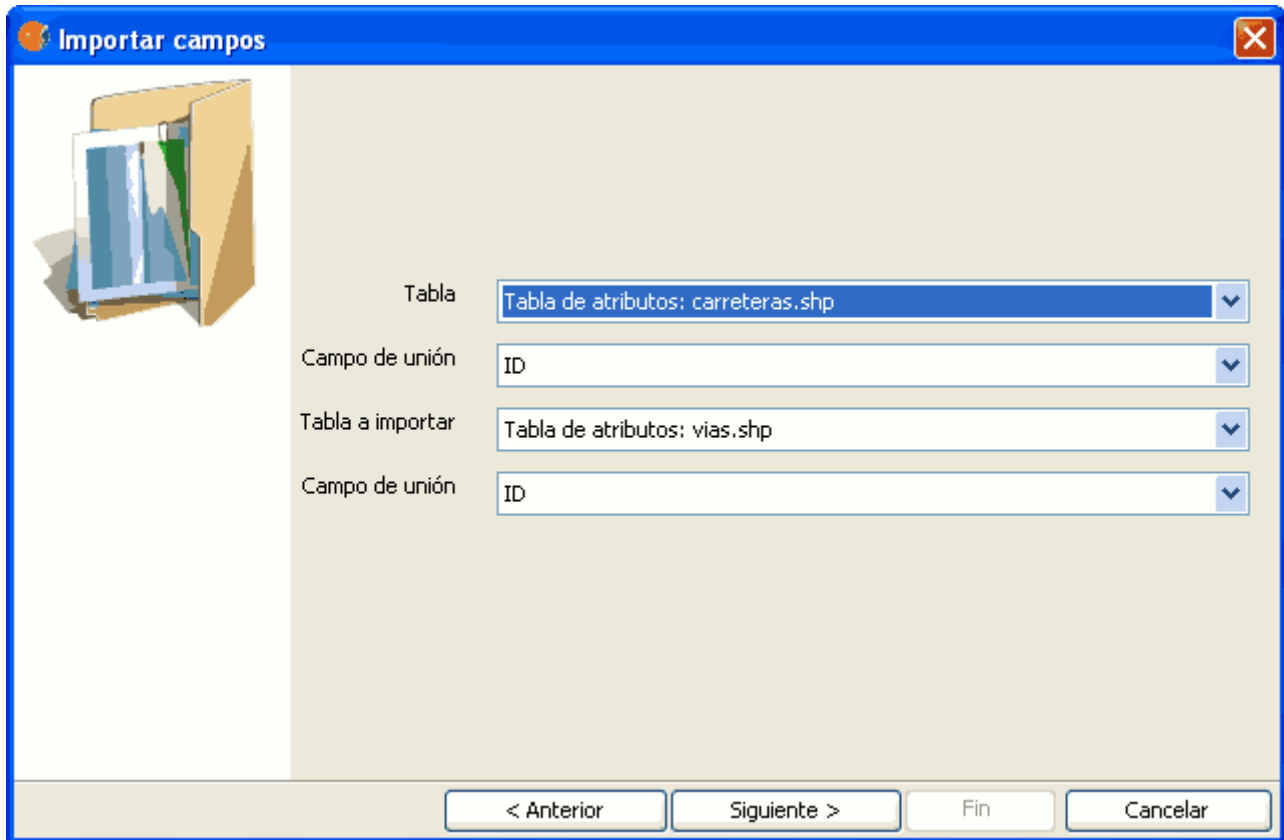 Importar campos
Tabla Tabla de atributos: carreteras.shp
Campo de unión ID
Tabla a importar Tabla de atributos: vias.shp
Campo de unión ID
< Anterior Siguiente > Fin Cancelar